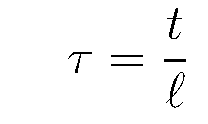 τ = t/ℓ